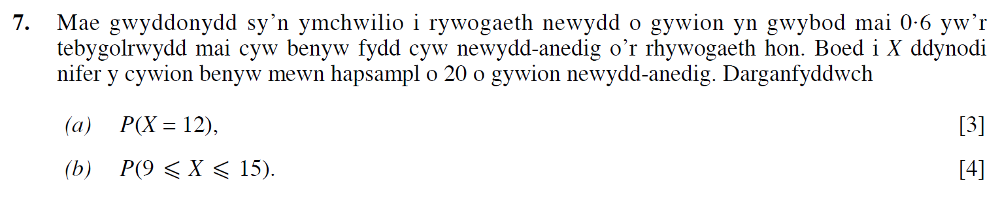 7. Mae gwyddonydd sy’n ymchwilio i rywogaeth newydd o gywion yn gwybod mai 0·6 yw’r
tebygolrwydd mai cyw benyw fydd cyw newydd-anedig o’r rhywogaeth hon. Boed i X ddynodi
nifer y cywion benyw mewn hapsampl o 20 o gywion newydd-anedig. Darganfyddwch
(a) P(X = 12), [3]
(b) P(9 ⩽ X ⩽ 15). [4]